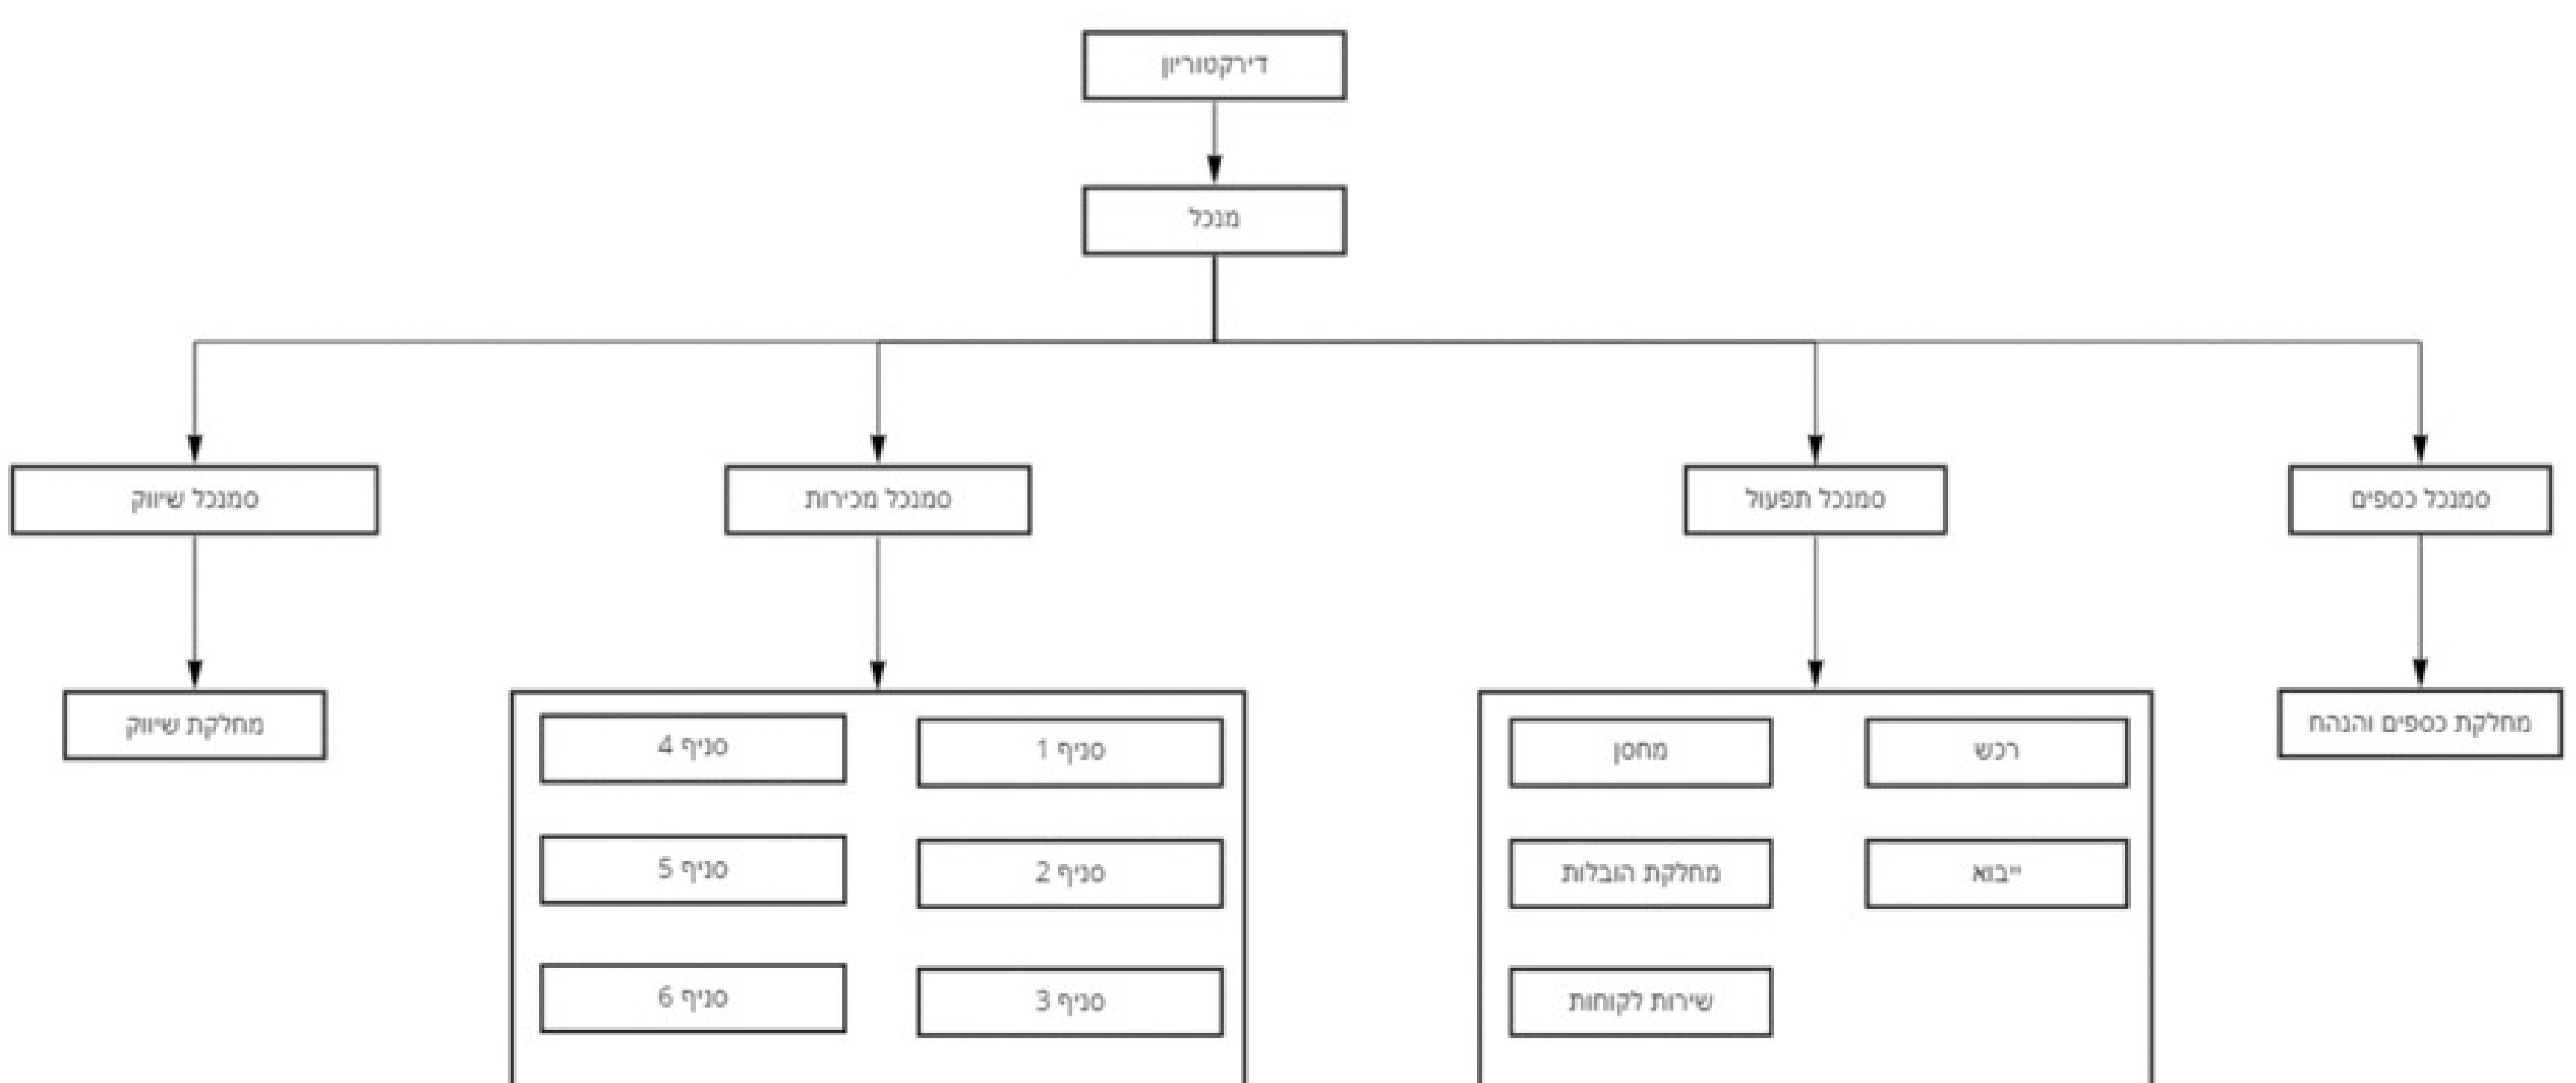 דירקטוריון
מנכל
סמנכל כספים
סמנכל תפעול
סמנכל מכירות
סמנכל שיווק
מחלקת כספים והנהח
רכש
מחסן
ייבוא
מחלקת הובלות
שירות לקוחות
סניף 1
סניף 4
סניף 2
סניף 5
סניף 3
סניף 6
מחלקת שיווק